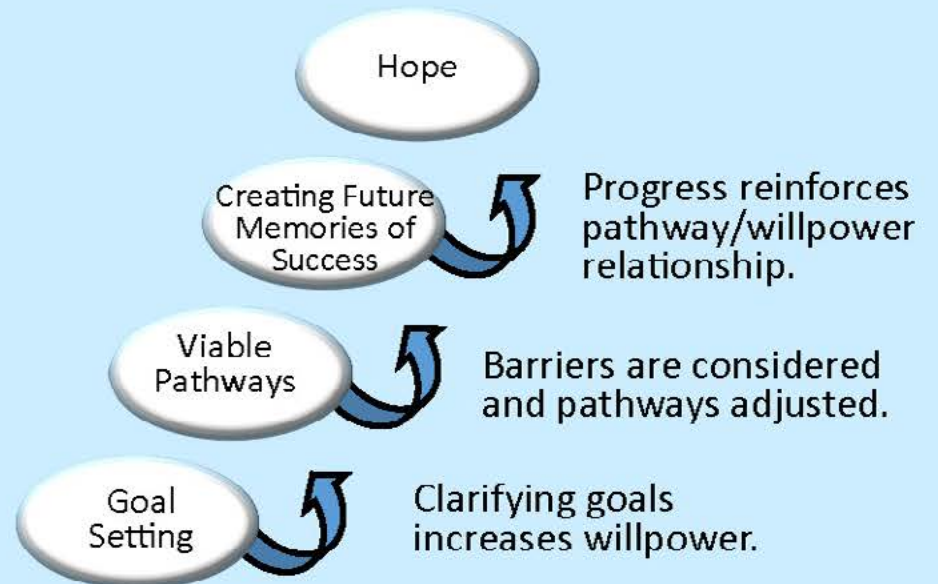 Hope
Creating Future
Memories of
Success
Progress reinforces
pathway/willpower
relationship.
Viable
Pathways
Barriers are considered
and pathways adjusted.
Goal
Setting
Clarifying goals
increases willpower.